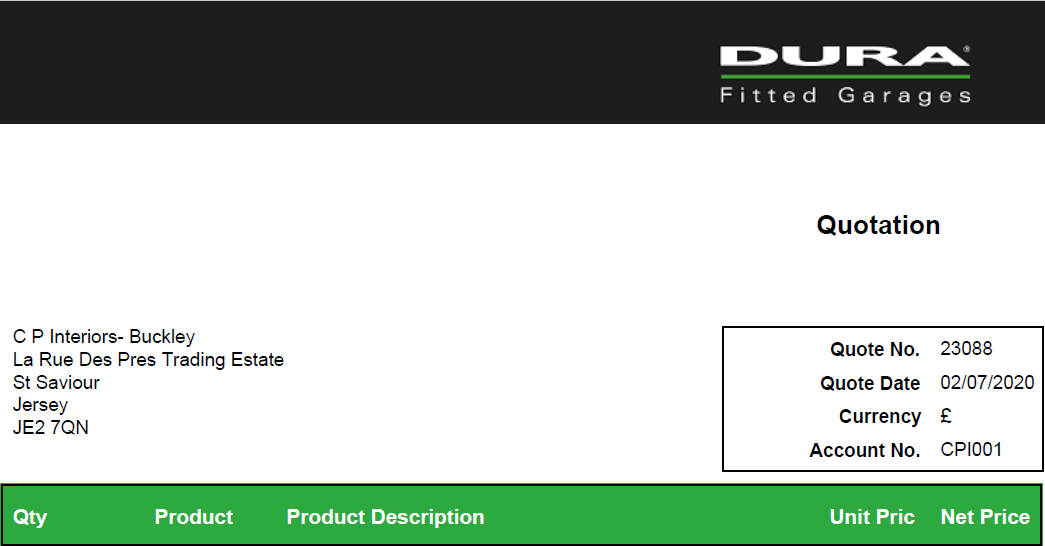 DURA®
Fitted Garages
Quotation
C P Interiors- Buckley
La Rue Des Pres Trading Estate
St Saviour
Jersey
JE2 7QN
Quote No. 23088
Quote Date 02/07/2020
Currency £
Account No. CPI001
Qty Product Product Description Unit Pric Net Price